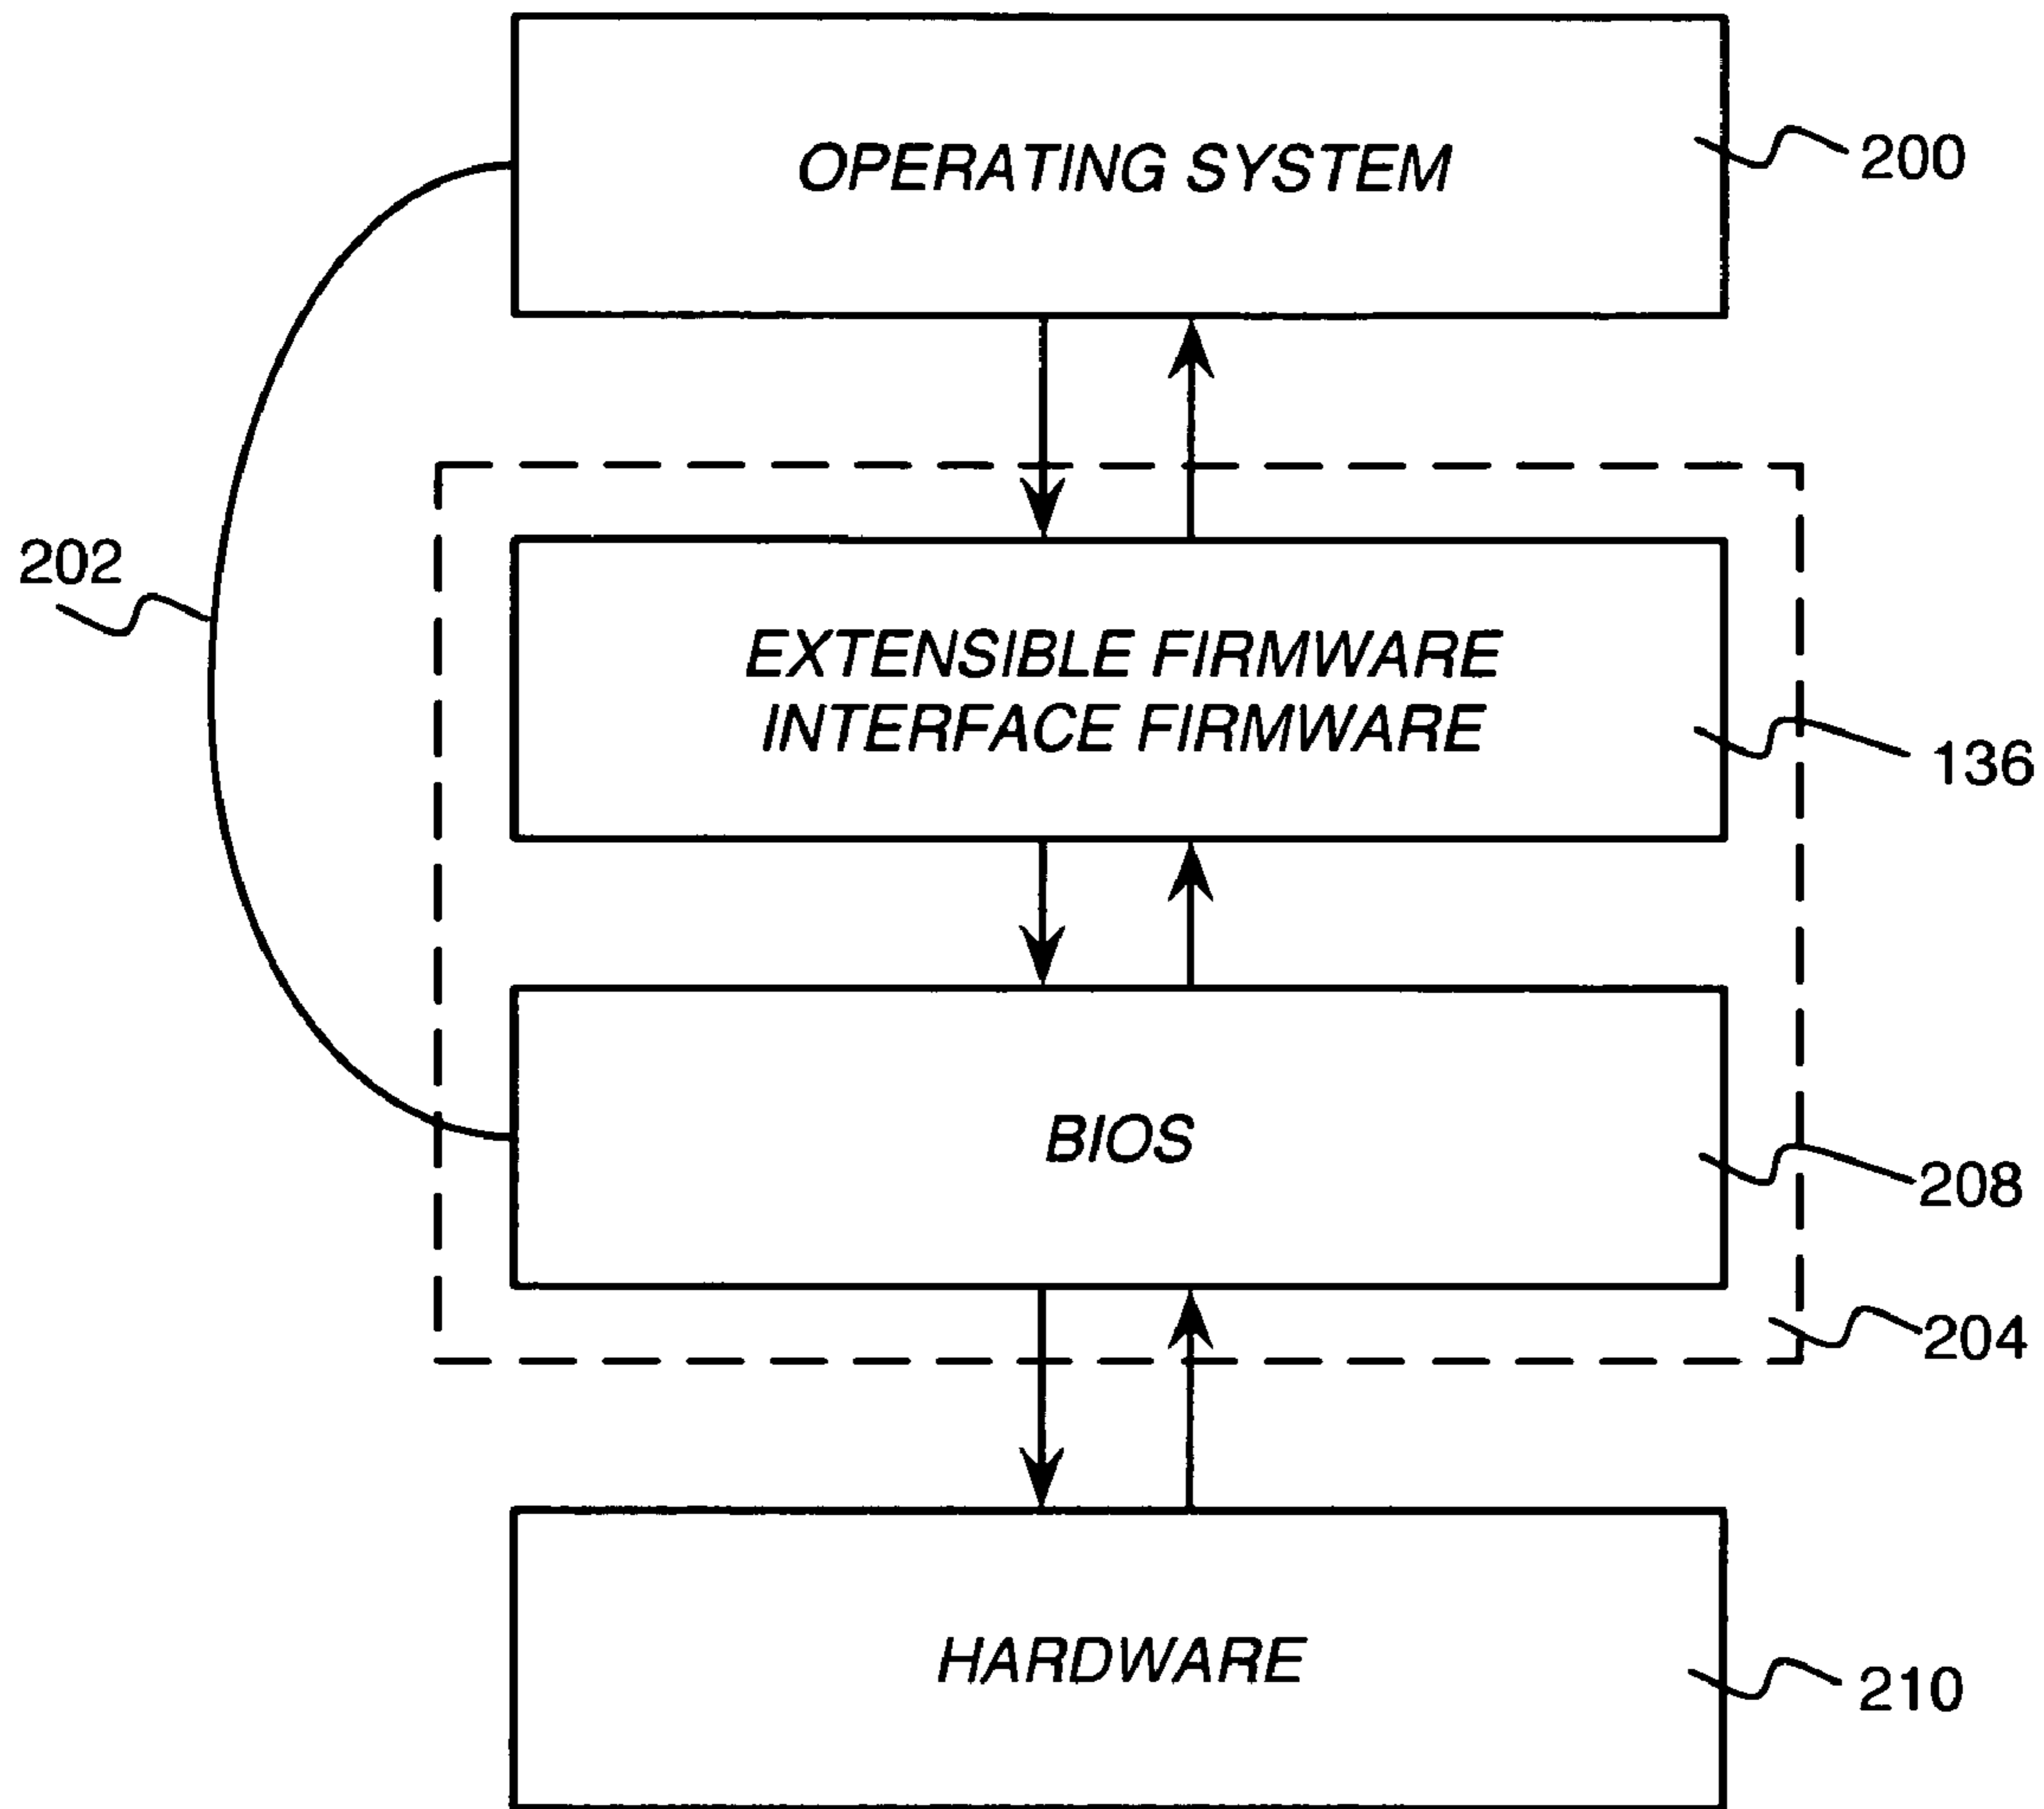 OPERATING SYSTEM
200
202
EXTENSIBLE FIRMWARE
INTERFACE FIRMWARE
136
BIOS
208
204
HARDWARE
210